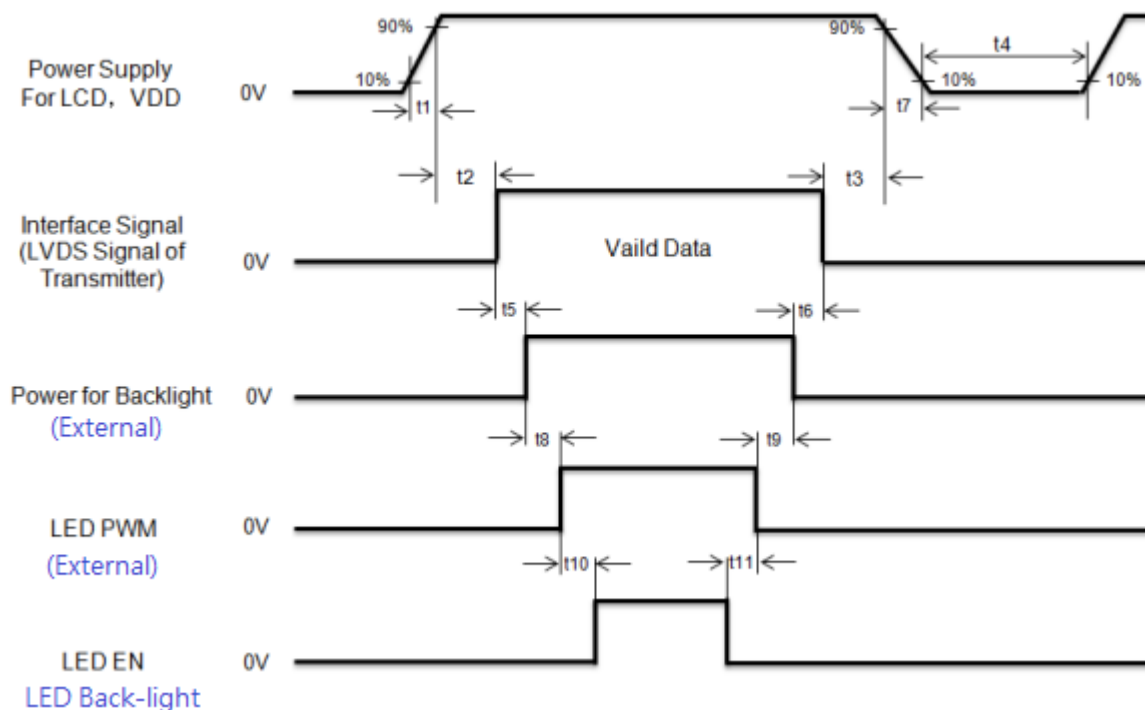 90%
90%
t4
Power Supply
For LCD, VDD
0V
10%
t1
10%
t7
10%
t2
t3
Interface Signal
(LVDS Signal of
Transmitter)
0V
Vaild Data
t5
t6
Power for Backlight
0V
(External)
t8
t9
LED PWM
0V
(External)
t10
t11
LED EN
0V
LED Back-light